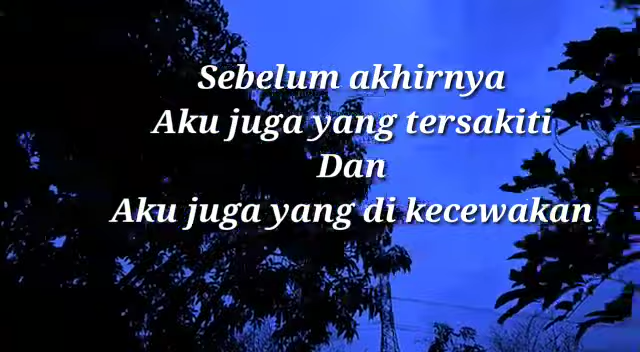 Sebelum akhirnya
Aku juga yang tersakiti
Dan
Aku juga yang di kecewakan